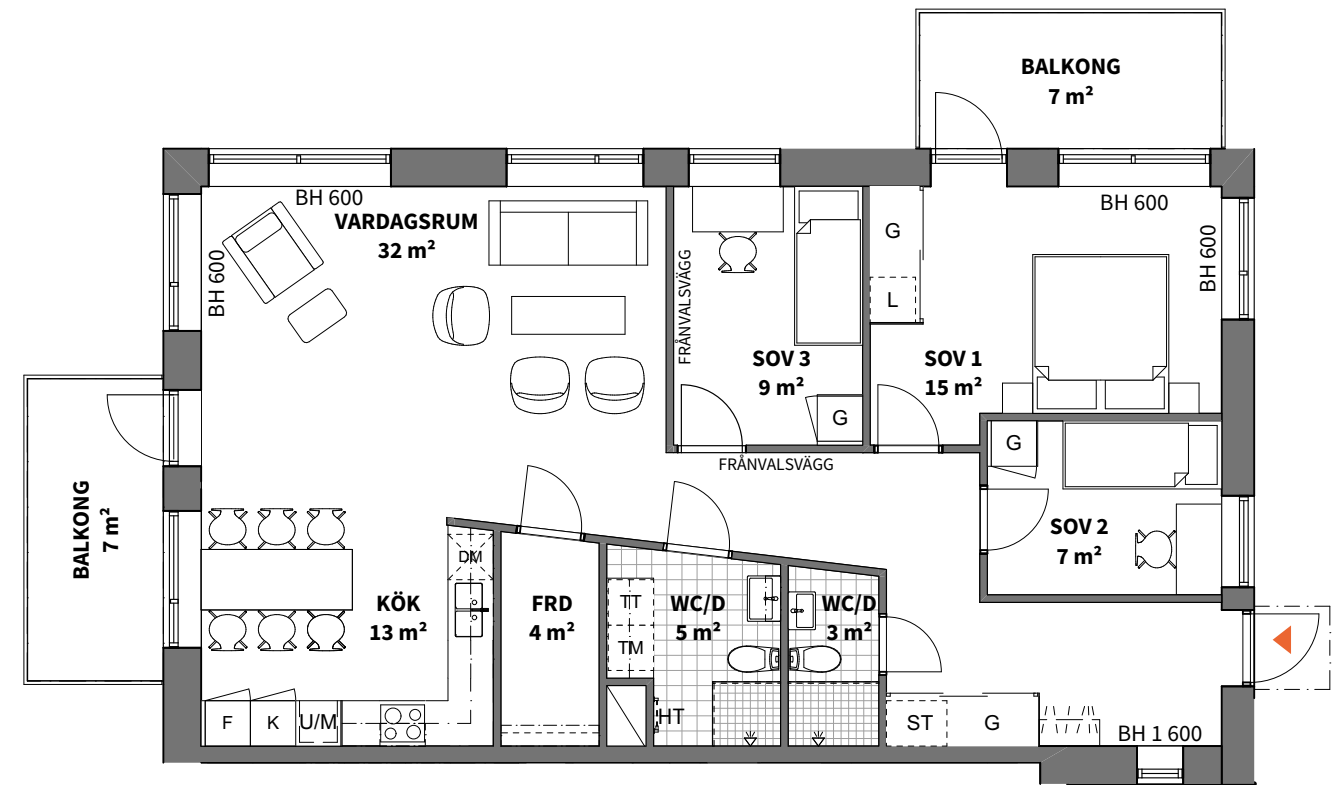 BALKONG
7 m²
BH 600
VARDAGSRUM
32 m²
BH 600
BH 600
BH 600
G
L
FRÅNVALSVÄGG
SOV 3
9 m²
G
SOV 1
15 m²
FRÅNVALSVÄGG
G
SOV 2
7 m²
BALKONG
7 m²
DM
KÖK
13 m²
FRD
4 m²
TT
TM
WC/D
5 m²
WC/D
3 m²
F
K
U/M
HT
ST
G
BH 1 600